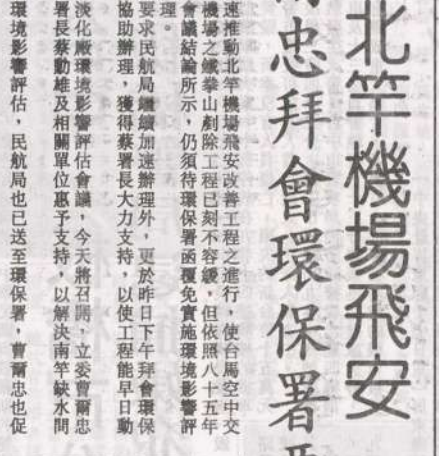 北竿機場飛安
忠拜會環保署
速推動北竿機場飛安改善工程之進行，使台馬空中交
機場之鐵拳山剷除工程已刻不容緩，但依照八十五年
會議結論所示，仍須待環保署函覆免實施環境影響評
理。
要求民航局繼續加速辦理外，更於昨日下午拜會環保
協助辦理，獲得蔡署長大力支持，以使工程能早日動
淡化廠環境影響評估會議，今天將召開，立委曹爾忠
署長蔡勳雄及相關單位惠予支持，以解決南竿缺水問
環境影響評估，民航局也已送至環保署，曹爾忠也促